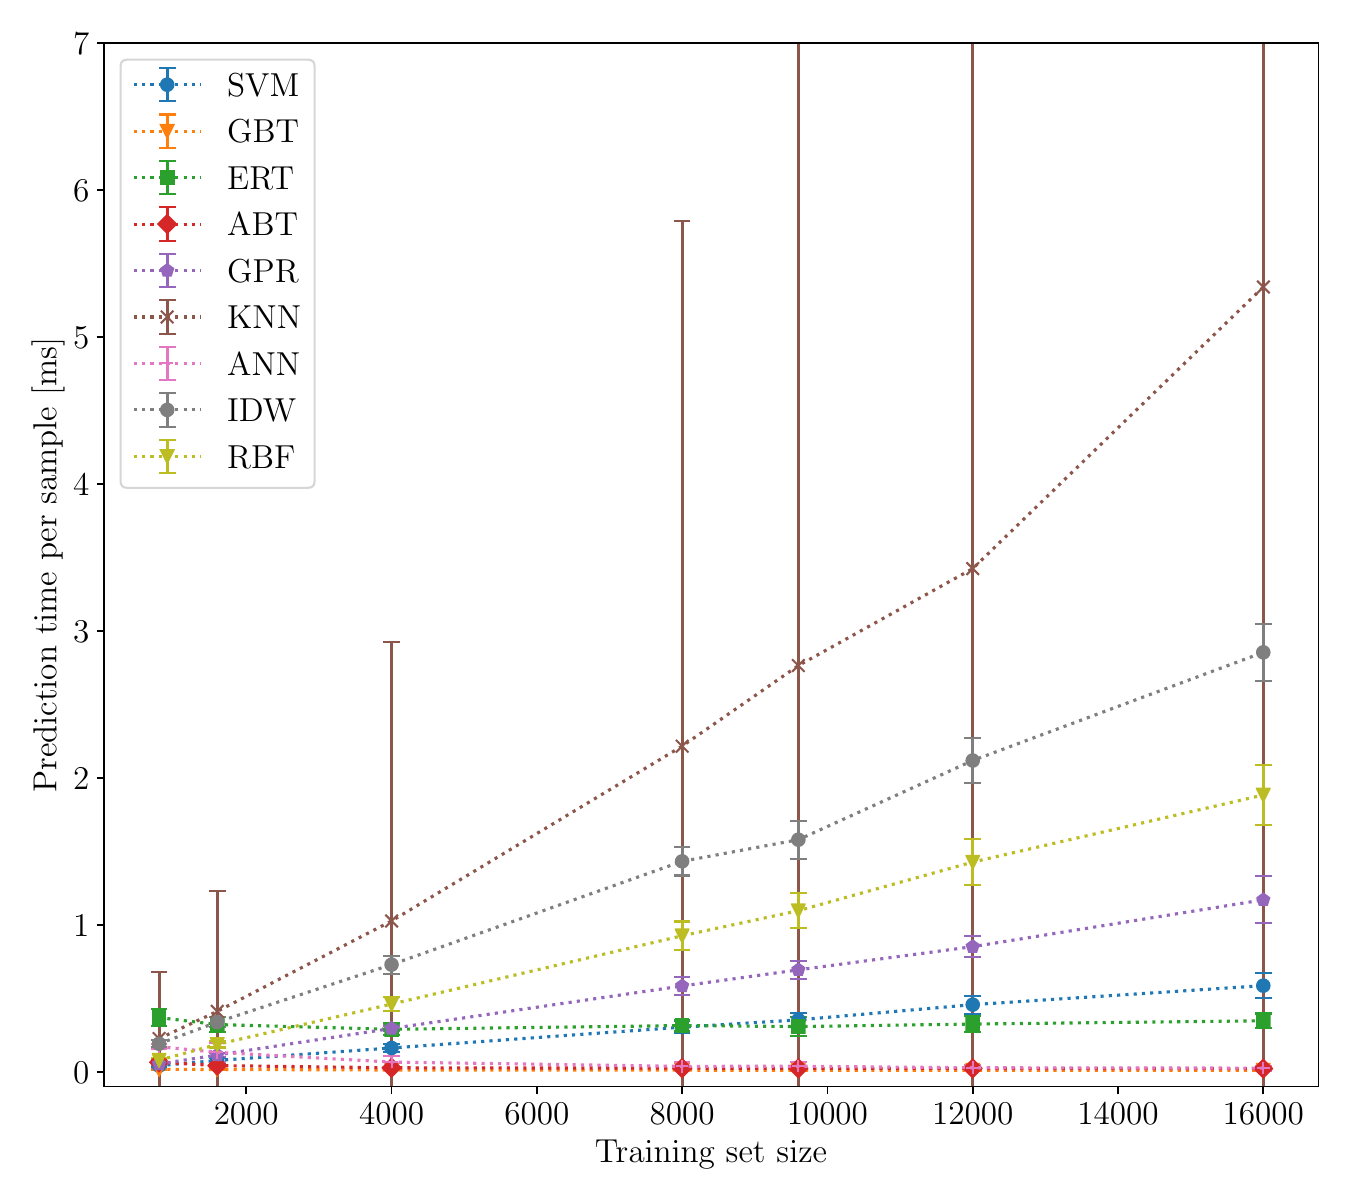 7
6
5
4
3
2
1
0
Prediction time per sample [ms]
SVM
GBT
ERT
ABT
GPR
KNN
ANN
IDW
RBF
2000 4000 6000 8000 10000 12000 14000 16000
Training set size